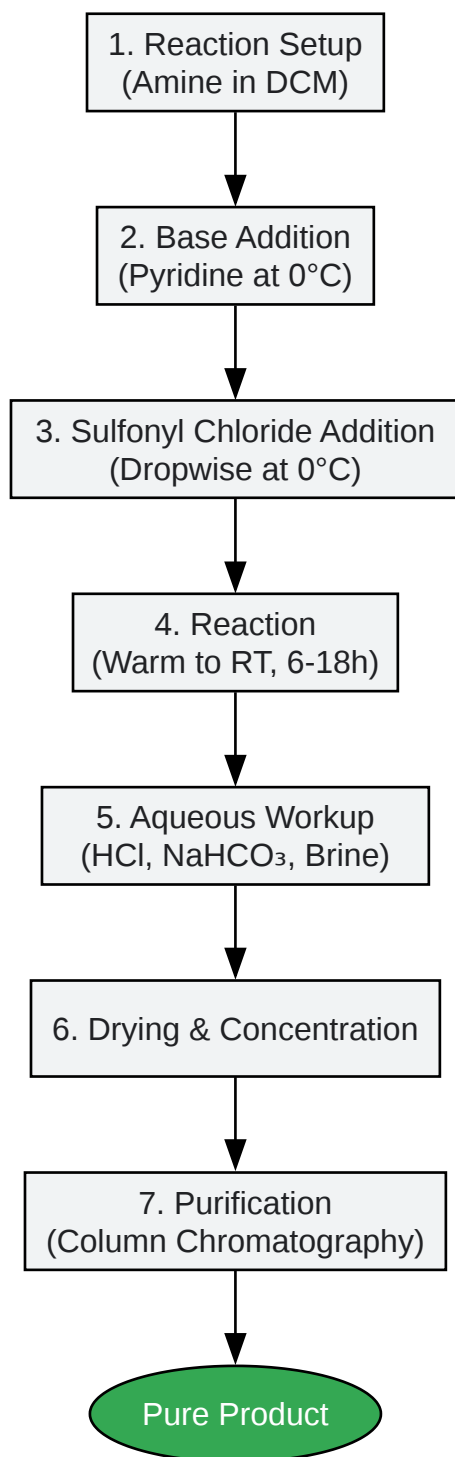 1. Reaction Setup
(Amine in DCM)
2. Base Addition
(Pyridine at 0°C)
3. Sulfonyl Chloride Addition
(Dropwise at 0°C)
4. Reaction
(Warm to RT, 6-18h)
5. Aqueous Workup
(HCl, NaHCO₃, Brine)
6. Drying & Concentration
7. Purification
(Column Chromatography)
Pure Product